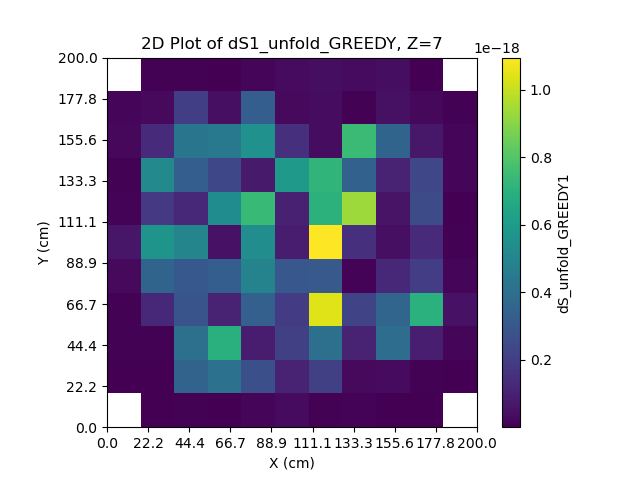 2D Plot of dS1_unfold_GREEDY, Z=7
1e−18
200.0
177.8
155.6
133.3
111.1
88.9
66.7
44.4
22.2
0.0
Y (cm)
0.0 22.2 44.4 66.7 88.9 111.1 133.3 155.6 177.8 200.0
X (cm)
1.0
0.8
0.6
0.4
0.2
dS_unfold_GREEDY1